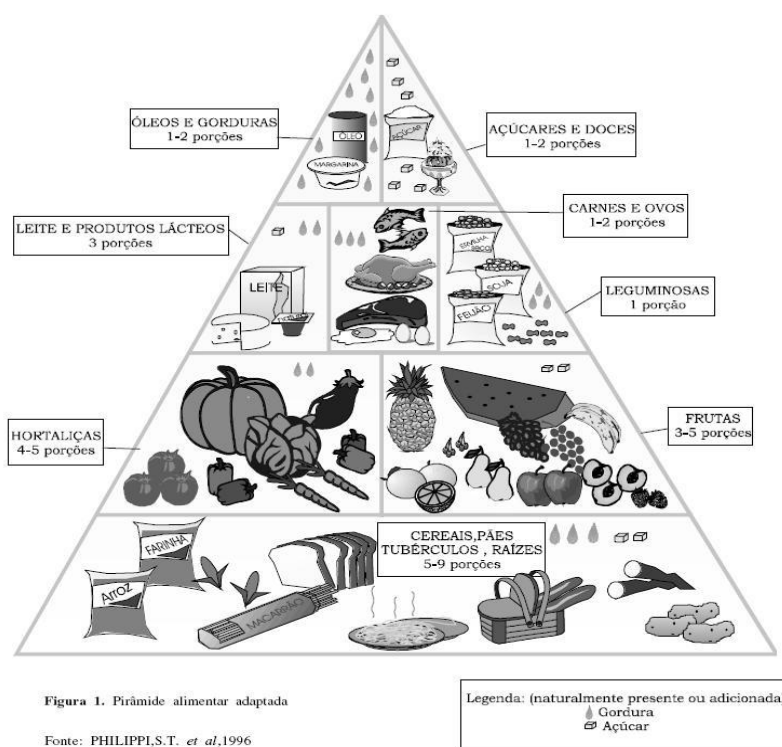 ÓLEOS E GORDURAS
1-2 porções
AÇÚCARES E DOCES
1-2 porções
ÓLEO
AÇÚCAR
MARGARINA
LEITE E PRODUTOS LÁCTEOS
3 porções
CARNES E OVOS
1-2 porções
LEITE
ERVILHA
SOJA
FEIJÃO
LEGUMINOSAS
1 porção
HORTALIÇAS
4-5 porções
FRUTAS
3-5 porções
CEREAIS,PÃES
TUBÉRCULOS , RAÍZES
5-9 porções
FARINHA
MACARRÃO
Figura 1. Pirâmide alimentar adaptada
Fonte: PHILIPPI,S.T. et al,1996
Legenda: (naturalmente presente ou adicionada)
Gordura
Açúcar